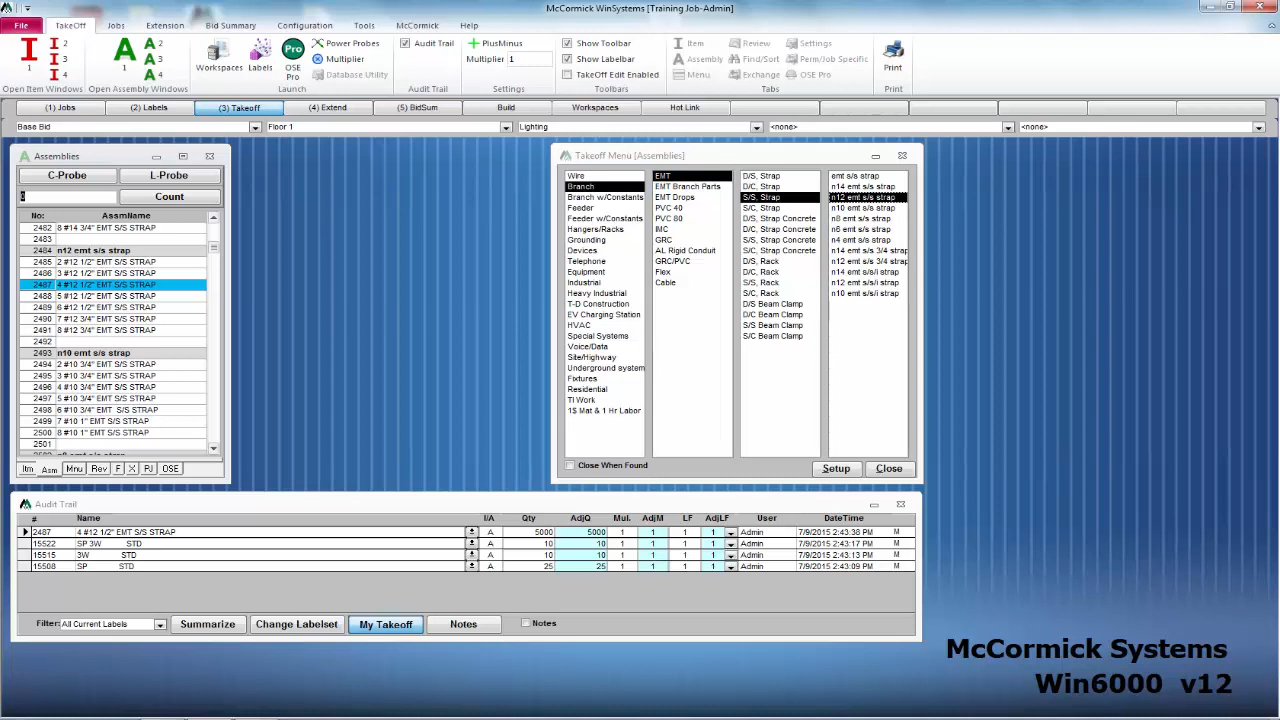 McCormick WinSystems [Training Job-Admin]
File TakeOff Jobs Extension Bid Summary Configuration Tools McCormick Help
1 2 3 4 Open Item Windows
1 2 3 4 Open Assembly Windows
Workspaces Labels Pro OSE Pro Power Probes Multiplier Database Utility Launch
Audit Trail Audit Trail
PlusMinus Multiplier 1 Settings
Show Toolbar Show Labelbar TakeOff Edit Enabled Toolbars
Item Assembly Menu Review Find/Sort Exchange Settings Perm/Job Specific OSE Pro Tabs
Print Print
(1) Jobs (2) Labels (3) Takeoff (4) Extend (5) BidSum Build Workspaces Hot Link
Base Bid Floor 1 Lighting <none> <none>
Assemblies
C-Probe L-Probe
Count
No: AssmName
2482 8 #14 3/4" EMT S/S STRAP
2483
2484 n12 emt s/s strap
2485 2 #12 1/2" EMT S/S STRAP
2486 3 #12 1/2" EMT S/S STRAP
2487 4 #12 1/2" EMT S/S STRAP
2488 5 #12 1/2" EMT S/S STRAP
2489 6 #12 1/2" EMT S/S STRAP
2490 7 #12 3/4" EMT S/S STRAP
2491 8 #12 3/4" EMT S/S STRAP
2492
2493 n10 emt s/s strap
2494 2 #10 3/4" EMT S/S STRAP
2495 3 #10 3/4" EMT S/S STRAP
2496 4 #10 3/4" EMT S/S STRAP
2497 5 #10 3/4" EMT S/S STRAP
2498 6 #10 3/4" EMT S/S STRAP
2499 7 #10 1" EMT S/S STRAP
2500 8 #10 1" EMT S/S STRAP
2501
Itm Asm Mnu Rev F X PJ OSE
Takeoff Menu [Assemblies]
Wire
Branch
Branch w/Constants
Feeder
Feeder w/Constants
Hangers/Racks
Grounding
Devices
Telephone
Equipment
Industrial
Heavy Industrial
T-D Construction
EV Charging Station
HVAC
Special Systems
Voice/Data
Site/Highway
Underground system
Fixtures
Residential
TI Work
1$ Mat & 1 Hr Labor
EMT
EMT Branch Parts
EMT Drops
PVC 40
PVC 80
IMC
GRC
AL Rigid Conduit
GRC/PVC
Flex
Cable
D/S, Strap
D/C, Strap
S/S, Strap
S/C, Strap
D/S, Strap Concrete
D/C, Strap Concrete
S/S, Strap Concrete
S/C, Strap Concrete
D/S, Rack
D/C, Rack
S/S, Rack
S/C, Rack
D/S Beam Clamp
D/C Beam Clamp
S/S Beam Clamp
S/C Beam Clamp
emt s/s strap
n14 emt s/s strap
n12 emt s/s strap
n10 emt s/s strap
n8 emt s/s strap
n6 emt s/s strap
n4 emt s/s strap
n14 emt s/s 3/4 strap
n12 emt s/s 3/4 strap
n14 emt s/s/i strap
n12 emt s/s/i strap
n10 emt s/s/i strap
Close When Found Setup Close
Audit Trail
# Name I/A Qty AdjQ Mul. AdjM LF AdjLF User DateTime
2487 4 #12 1/2" EMT S/S STRAP A 5000 5000 1 1 1 1 Admin 7/9/2015 2:43:38 PM M
15522 SP 3W STD A 10 10 1 1 1 1 Admin 7/9/2015 2:43:17 PM M
15515 3W STD A 10 10 1 1 1 1 Admin 7/9/2015 2:43:13 PM M
15508 SP STD A 25 25 1 1 1 1 Admin 7/9/2015 2:43:09 PM M
Filter: All Current Labels Summarize Change Labelset My Takeoff Notes Notes
McCormick Systems
Win6000 v12